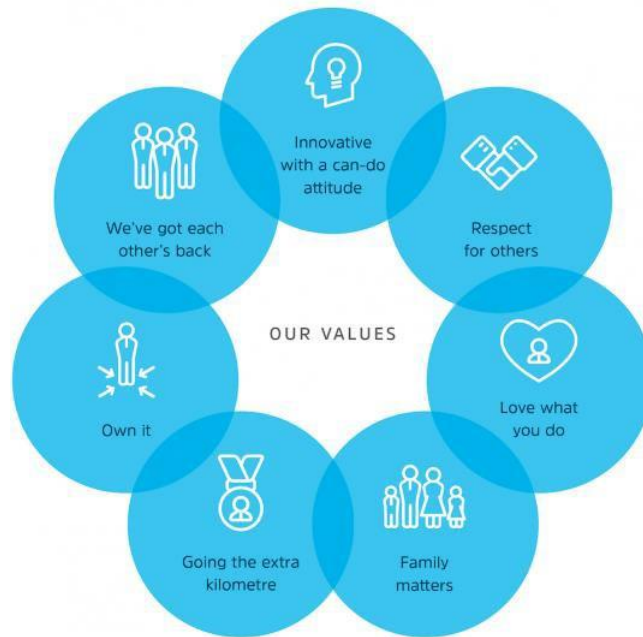 Innovative
with a can-do
attitude
Respect
for others
Love what
you do
Family
matters
Going the extra
kilometre
Own it
We've got each
other's back
OUR VALUES